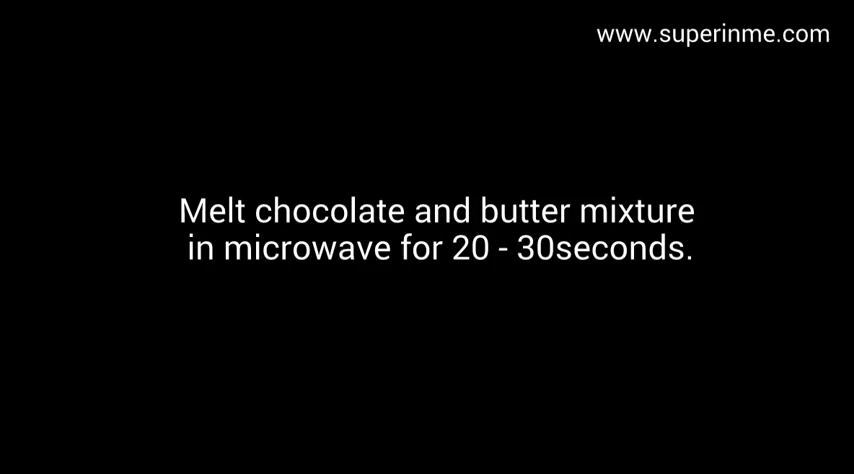 www.superinme.com
Melt chocolate and butter mixture
in microwave for 20 - 30seconds.